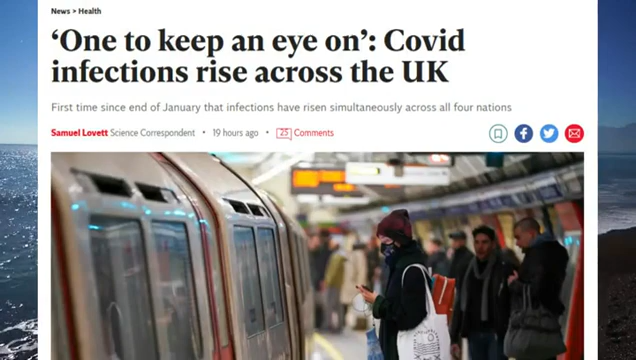 News > Health
‘One to keep an eye on’: Covid
infections rise across the UK
First time since end of January that infections have risen simultaneously across all four nations
Samuel Lovett Science Correspondent • 19 hours ago • 25 Comments